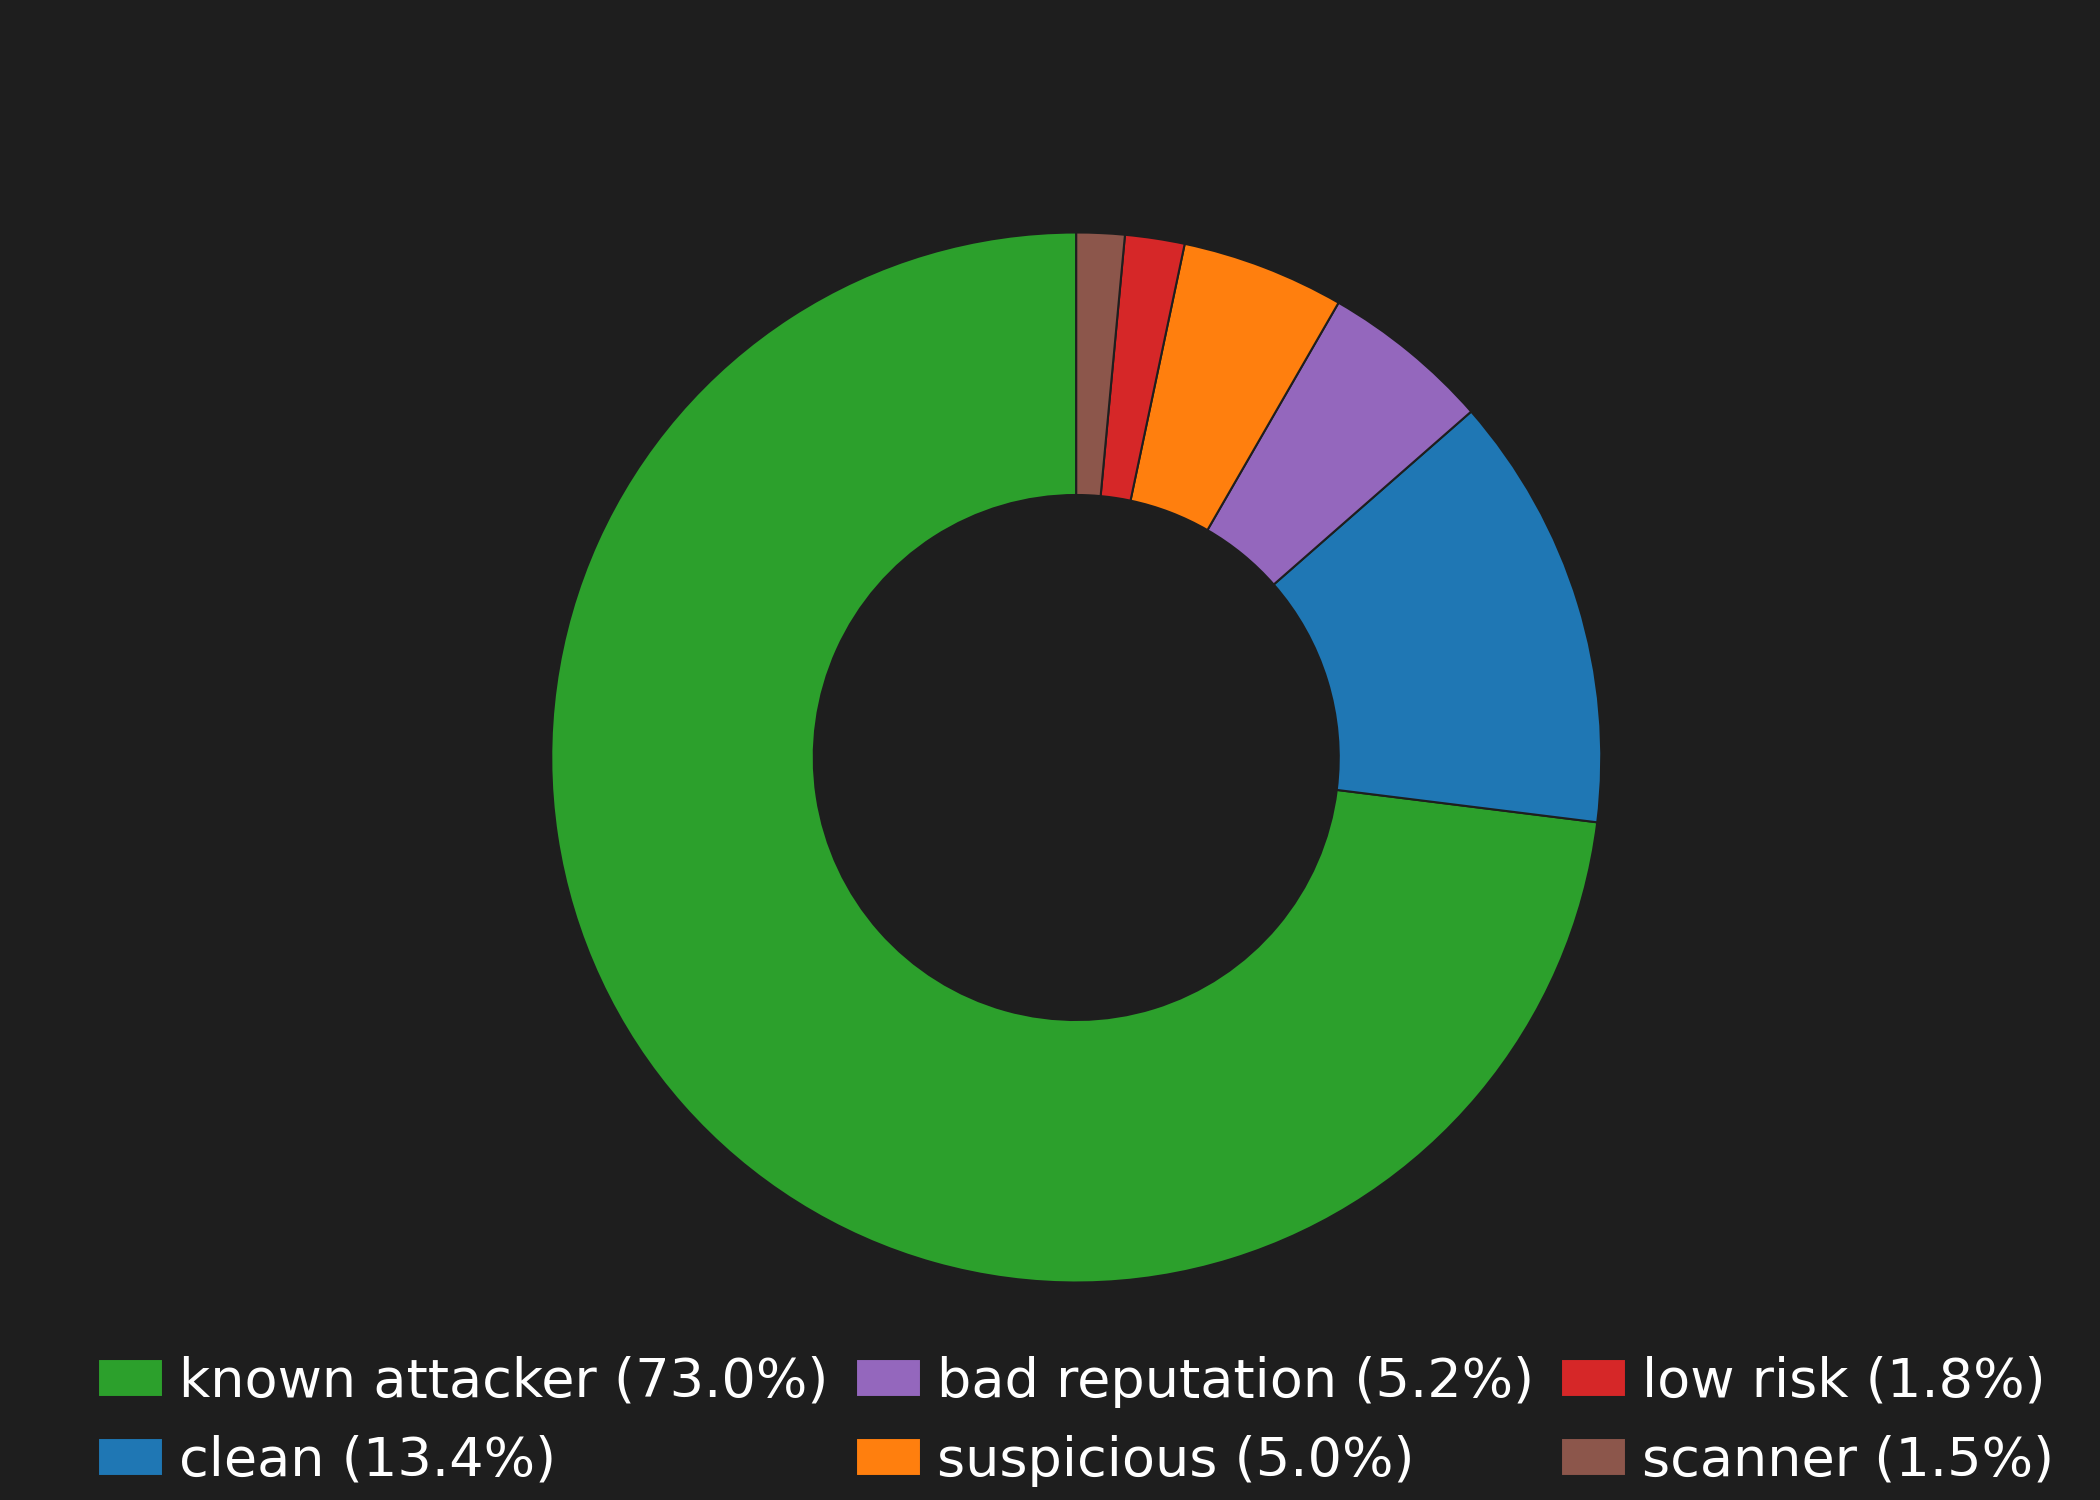 known attacker (73.0%) bad reputation (5.2%) low risk (1.8%)
clean (13.4%) suspicious (5.0%) scanner (1.5%)